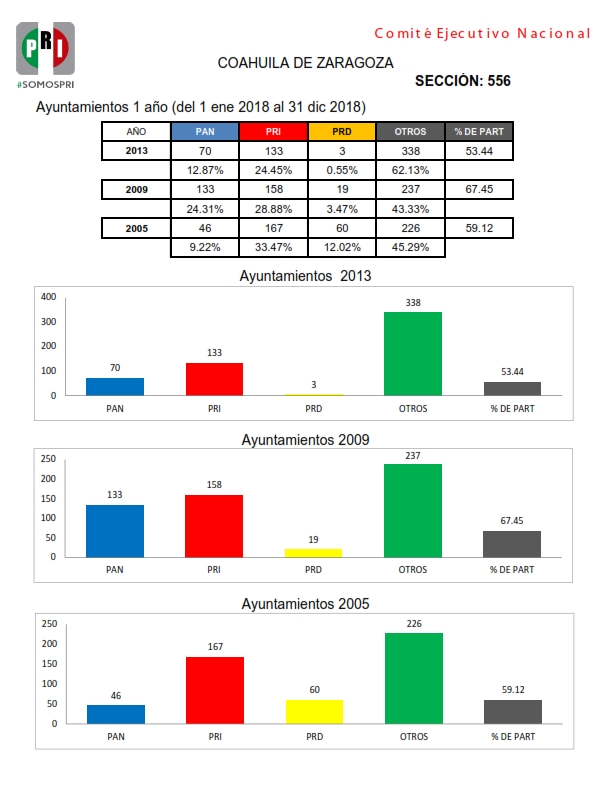 PRI
#SOMOSPRI
Comité Ejecutivo Nacional
COAHUILA DE ZARAGOZA
SECCIÓN: 556
Ayuntamientos 1 año (del 1 ene 2018 al 31 dic 2018)
AÑO PAN PRI PRD OTROS % DE PART
2013 70 133 3 338 53.44
12.87% 24.45% 0.55% 62.13%
2009 133 158 19 237 67.45
24.31% 28.88% 3.47% 43.33%
2005 46 167 60 226 59.12
9.22% 33.47% 12.02% 45.29%
Ayuntamientos 2013
400
300
200
100
0
70 133 3 338 53.44
PAN PRI PRD OTROS % DE PART
Ayuntamientos 2009
250
200
150
100
50
0
133 158 19 237 67.45
PAN PRI PRD OTROS % DE PART
Ayuntamientos 2005
250
200
150
100
50
0
46 167 60 226 59.12
PAN PRI PRD OTROS % DE PART